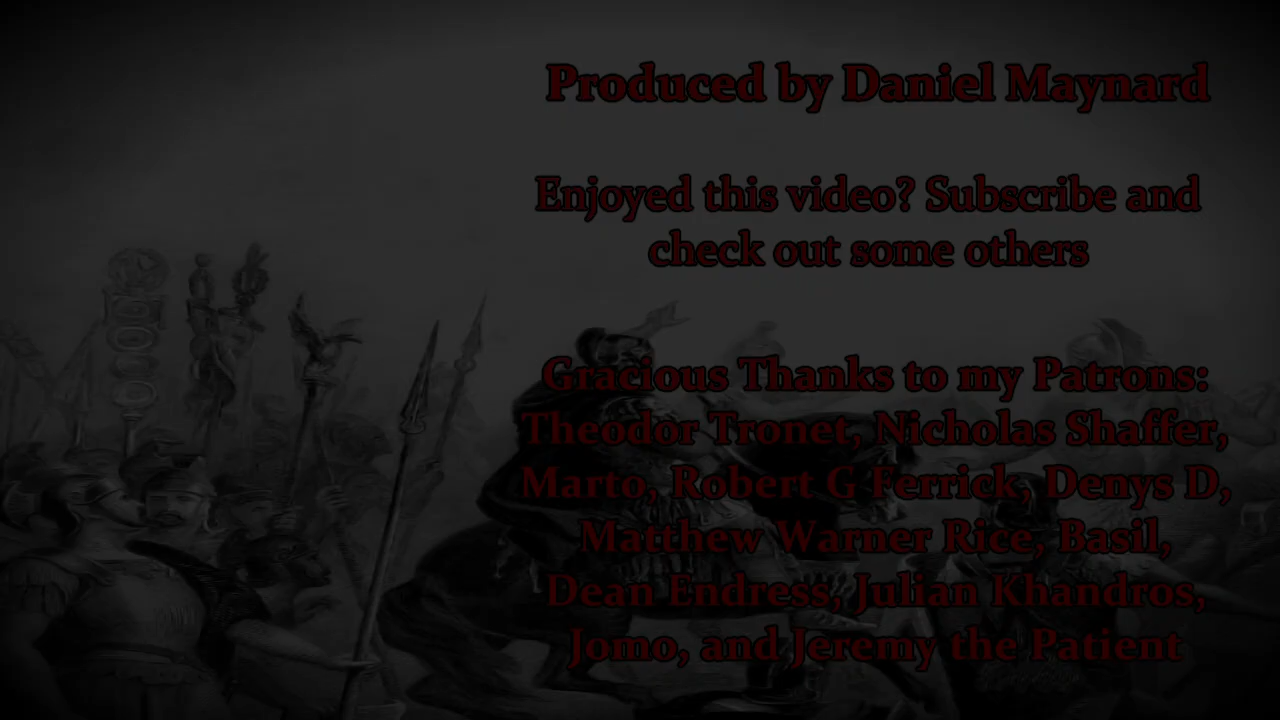 Produced by Daniel Maynard
Enjoyed this video? Subscribe and
check out some others
Gracious Thanks to my Patrons:
Theodor Tronet, Nicholas Shaffer,
Marto, Robert G Ferrick, Denys D,
Matthew Warner Rice, Basil,
Dean Endress, Julian Khandros,
Jomo, and Jeremy the Patient